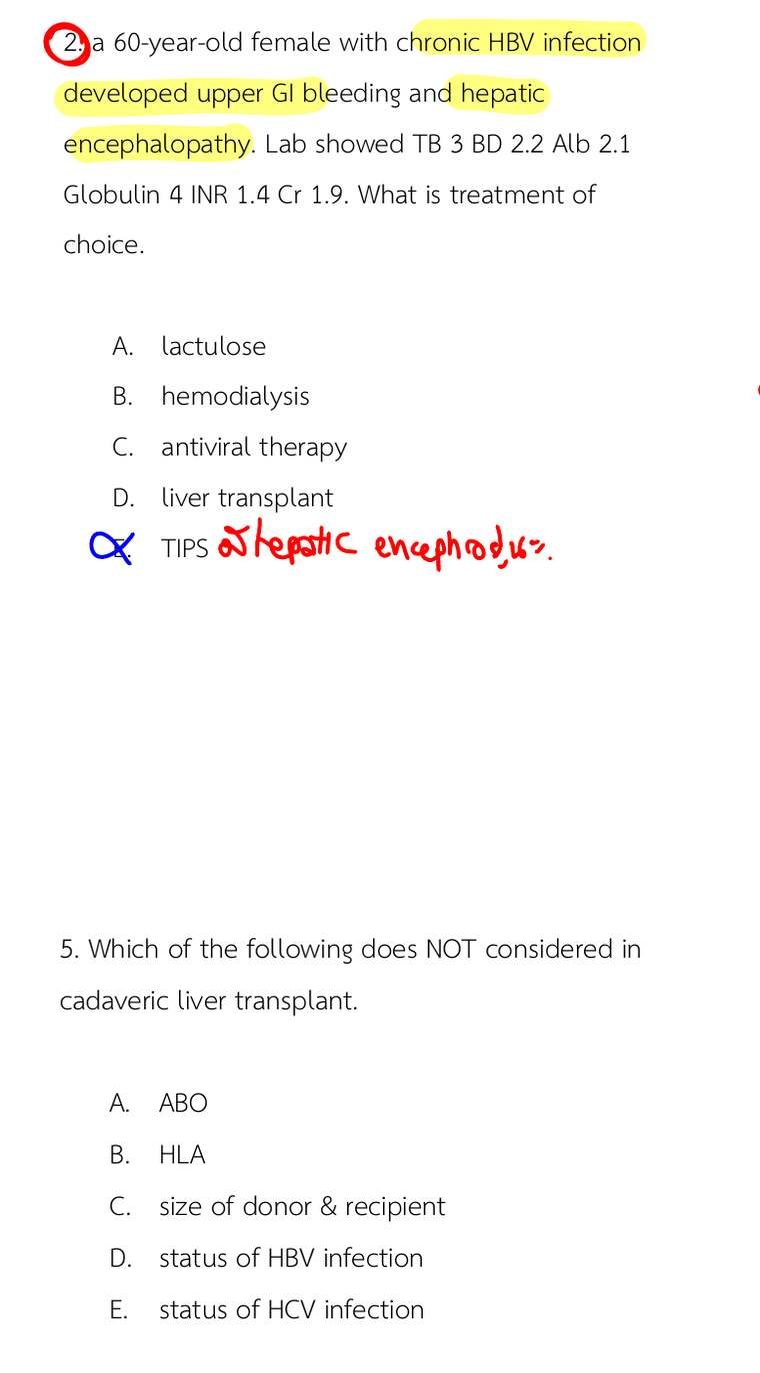 2. a 60-year-old female with chronic HBV infection
developed upper GI bleeding and hepatic
encephalopathy. Lab showed TB 3 BD 2.2 Alb 2.1
Globulin 4 INR 1.4 Cr 1.9. What is treatment of
choice.
A. lactulose
B. hemodialysis
C. antiviral therapy
D. liver transplant
E. TIPS hepatic
5. Which of the following does NOT considered in
cadaveric liver transplant.
A. ABO
B. HLA
C. size of donor & recipient
D. status of HBV infection
E. status of HCV infection